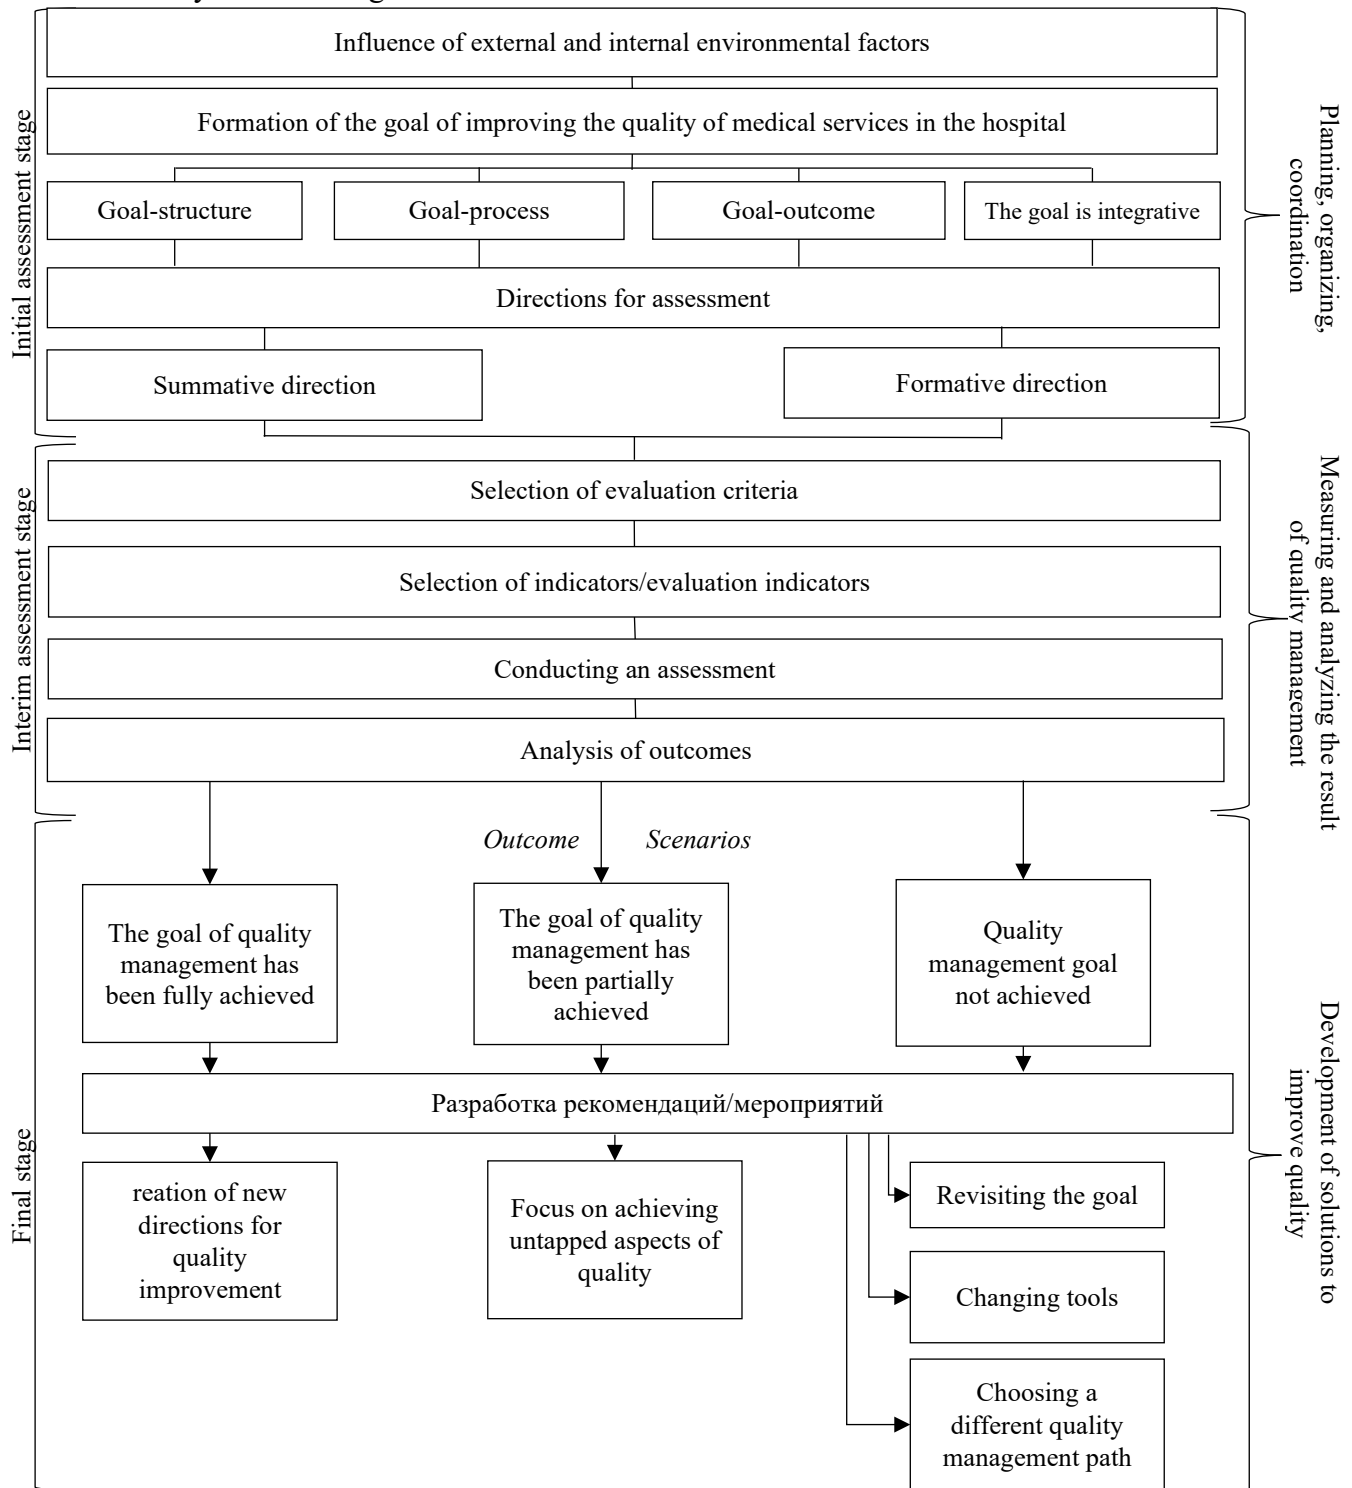 Influence of external and internal environmental factors
Formation of the goal of improving the quality of medical services in the hospital
Goal-structure
Goal-process
Goal-outcome
The goal is integrative
Directions for assessment
Summative direction
Formative direction
Initial assessment stage
Planning, organizing,
coordination
Selection of evaluation criteria
Selection of indicators/evaluation indicators
Conducting an assessment
Analysis of outcomes
Interim assessment stage
Measuring and analyzing the result
of quality management
Outcome Scenarios
The goal of quality
management has
been fully achieved
The goal of quality
management has
been partially
achieved
Quality
management goal
not achieved
Разработка рекомендаций/мероприятий
reation of new
directions for
quality
improvement
Focus on achieving
untapped aspects of
quality
Revisiting the goal
Changing tools
Choosing a
different quality
management path
Final stage
Development of solutions to
improve quality